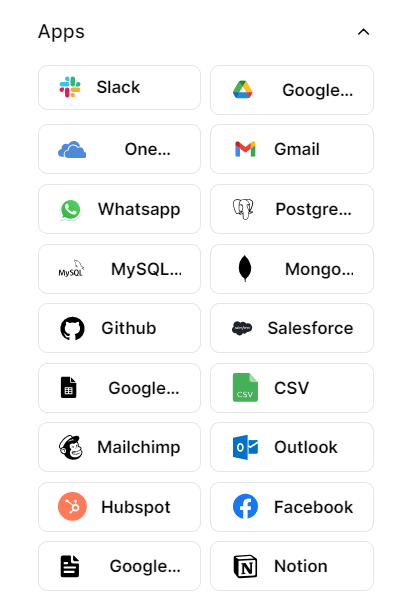 Apps
Slack
Google...
One...
Gmail
Whatsapp
Postgre...
MySQL
MySQL...
Mongo...
Github
salesforce
Salesforce
Google...
CSV
CSV
Mailchimp
Outlook
Hubspot
Facebook
Google...
Notion